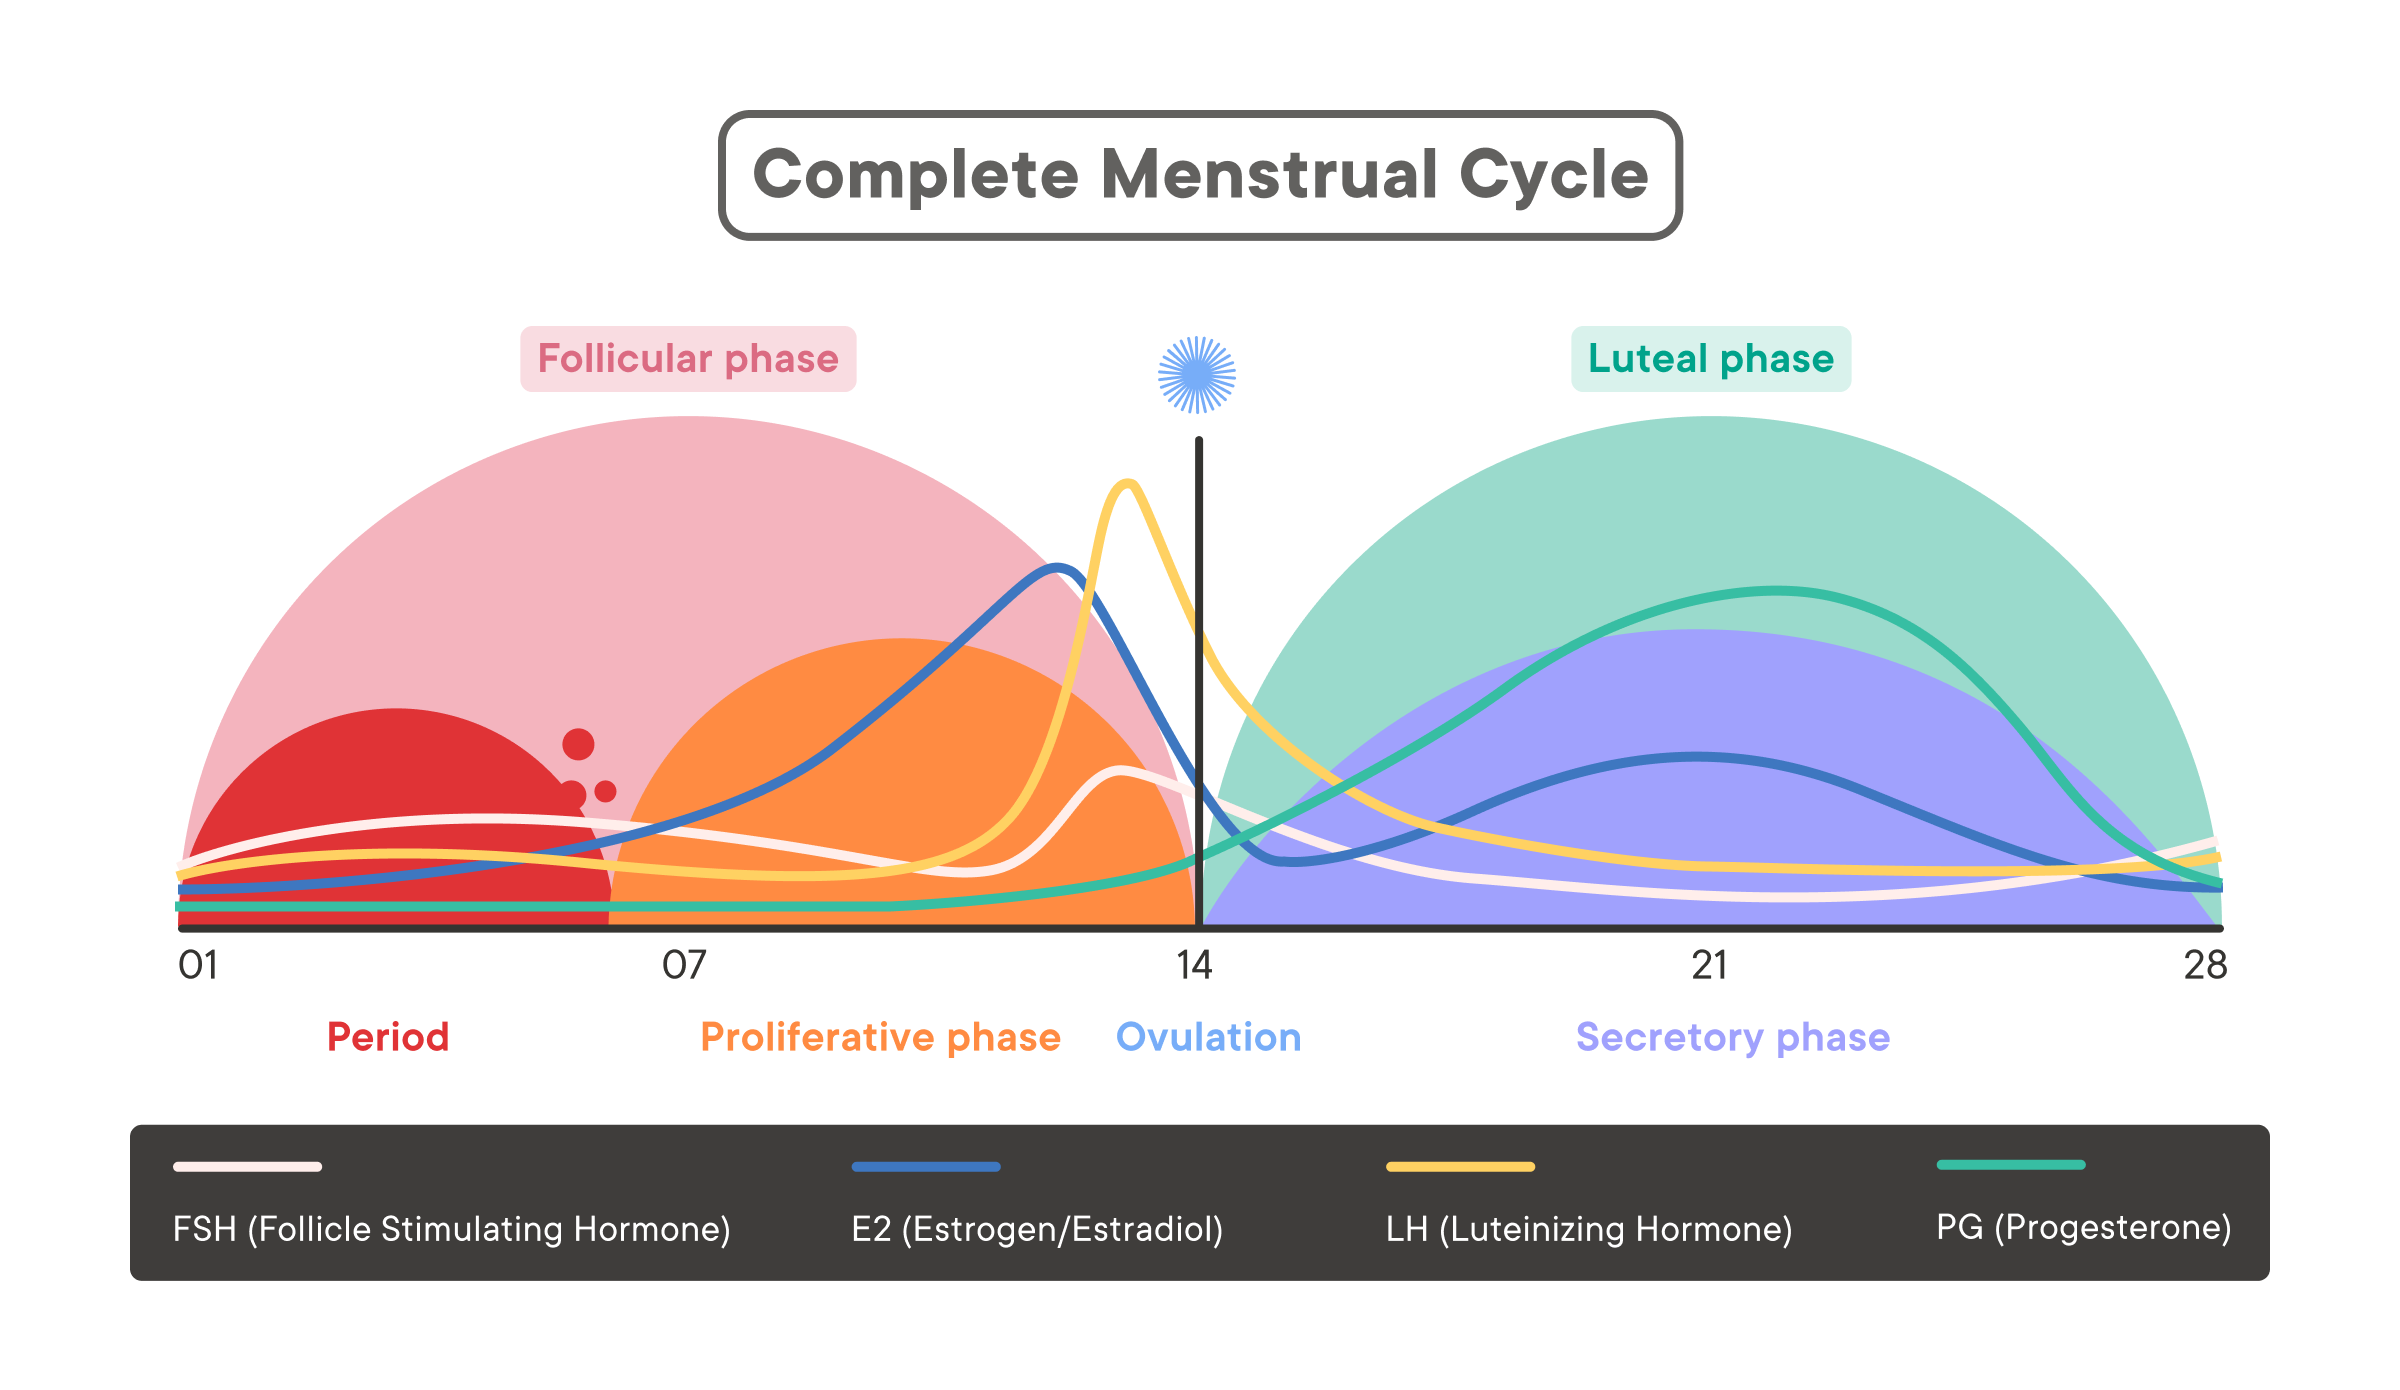 Complete Menstrual Cycle
Follicular phase
Luteal phase
01
07
14
21
28
Period
Proliferative phase
Ovulation
Secretory phase
FSH (Follicle Stimulating Hormone)
E2 (Estrogen/Estradiol)
LH (Luteinizing Hormone)
PG (Progesterone)